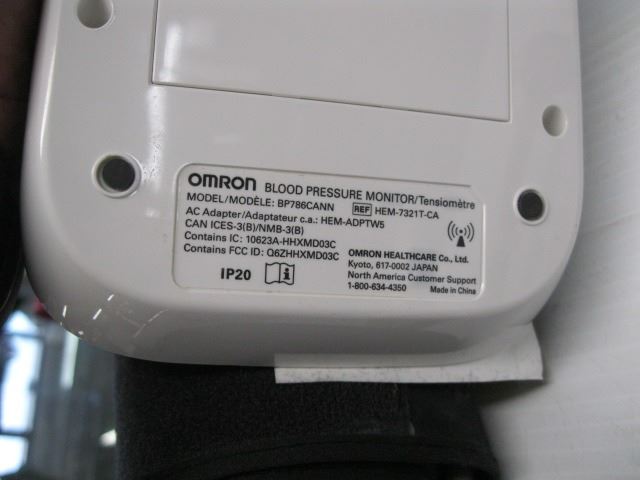 OMRON BLOOD PRESSURE MONITOR/Tensiomètre
MODEL/MODÈLE: BP786CANN REF HEM-7321T-CA
AC Adapter/Adaptateur c.a.: HEM-ADPTW5
CAN ICES-3(B)/NMB-3(B)
Contains IC: 10623A-HHXMD03C
Contains FCC ID: Q6ZHHXMD03C
IP20
OMRON HEALTHCARE Co., Ltd.
Kyoto, 617-0002 JAPAN
North America Customer Support
1-800-634-4350
Made in China